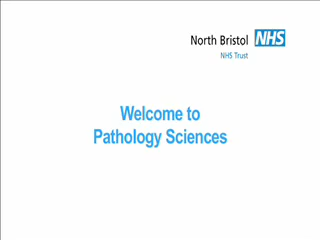 North Bristol NHS
NHS Trust
Welcome to
Pathology Sciences